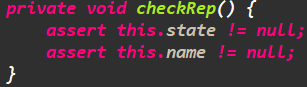 private void checkRep() {
    assert this.state != null;
    assert this.name != null;
}